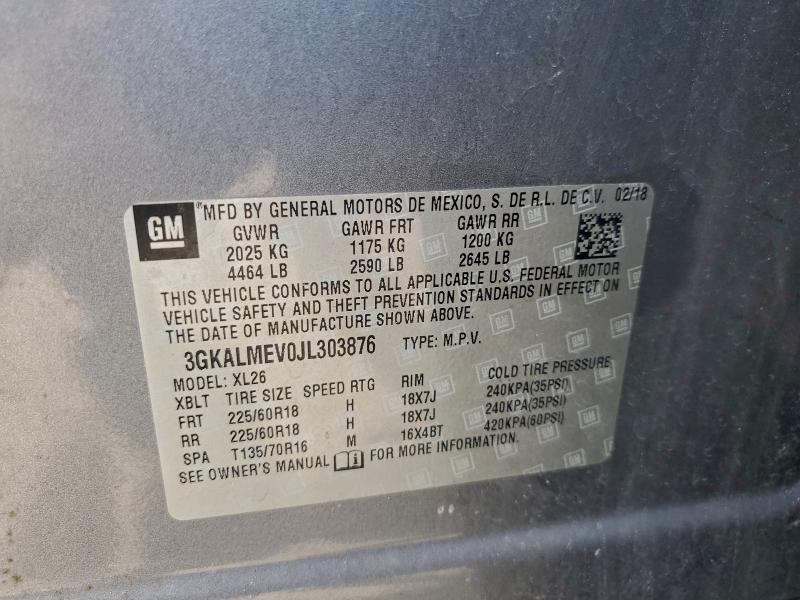 GM
®MFD BY GENERAL MOTORS DE MEXICO, S. DE R.L. DE C.V. 02/18
GVWR GAWR FRT GAWR RR
2025 KG 1175 KG 1200 KG
4464 LB 2590 LB 2645 LB
THIS VEHICLE CONFORMS TO ALL APPLICABLE U.S. FEDERAL MOTOR
VEHICLE SAFETY AND THEFT PREVENTION STANDARDS IN EFFECT ON
THE DATE OF MANUFACTURE SHOWN ABOVE.
3GKALMEV0JL303876 TYPE: M.P.V.
MODEL: XL26
XBLT TIRE SIZE SPEED RTG RIM COLD TIRE PRESSURE
FRT 225/60R18 H 18X7J 240KPA(35PSI)
RR 225/60R18 H 18X7J 240KPA(35PSI)
SPA T135/70R16 M 16X4BT 420KPA(60PSI)
SEE OWNER'S MANUAL FOR MORE INFORMATION.